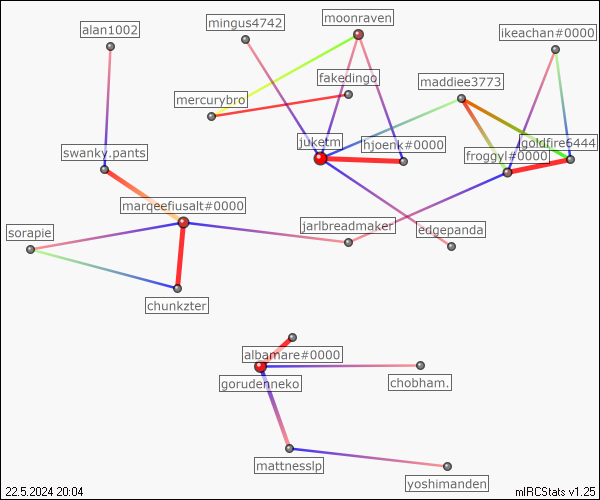 moonraven
mingus4742
alan1002
ikeachan#0000
fakedingo
maddiee3773
mercurybro
juketm
hjoenk#0000
goldfire6444
froggyl#0000
swanky.pants
marqeefiusalt#0000
jarlbreadmaker
edgepanda
sorapie
chunkzter
albamare#0000
gorudenneko
chobham.
mattnesslp
yoshimanden
22.5.2024 20:04
mIRCStats v1.25